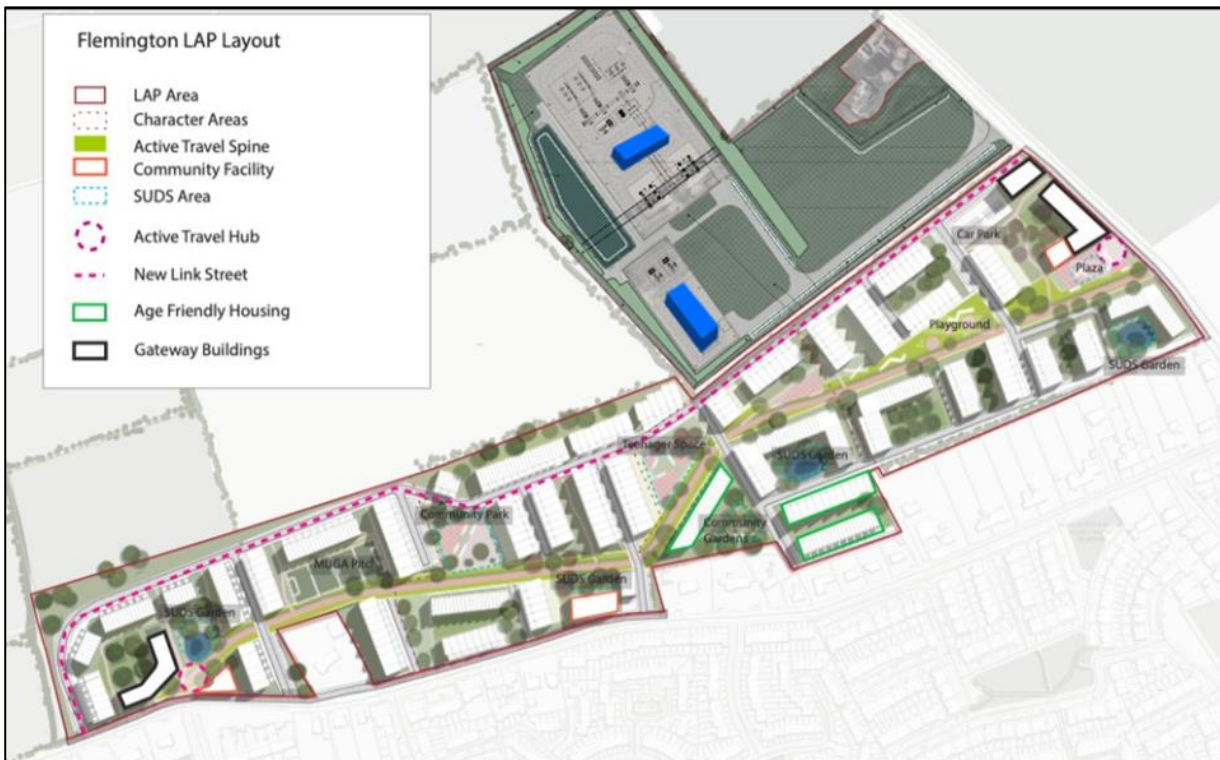 Flemington LAP Layout
LAP Area
Character Areas
Active Travel Spine
Community Facility
SUDS Area
Active Travel Hub
New Link Street
Age Friendly Housing
Gateway Buildings
Car Park
Plaza
Playground
SUDS Garden
Teenager Space
SUDS Garden
Community Park
Community
Gardens
MUGA Pitch
SUDS Garden
SUDS Garden